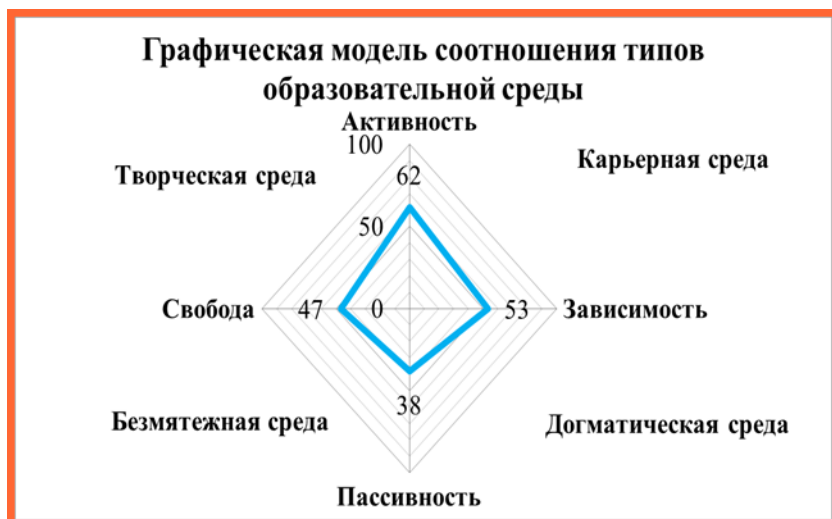 Графическая модель соотношения типов
образовательной среды
Активность
100
Карьерная среда
Творческая среда
62
50
Свобода
47
0
53
Зависимость
38
Безмятежная среда
Догматическая среда
Пассивность